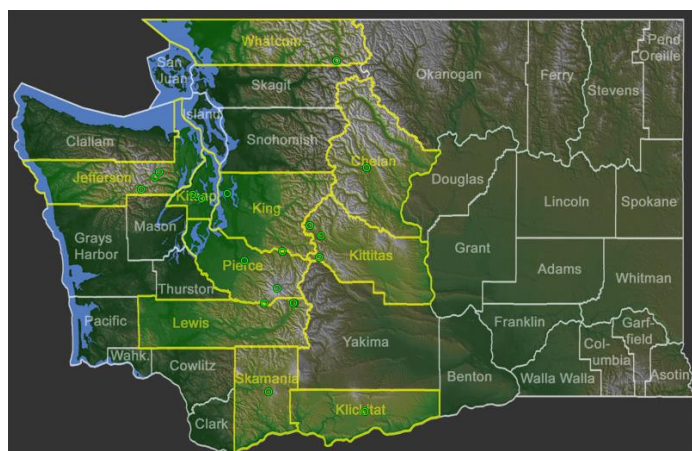 Whatcom
San
Juan
Skagit
Okanogan
Ferry
Stevens
Pend
Oreille
Island
Clallam
Snohomish
Chelan
Douglas
Jefferson
Kitsap
King
Lincoln
Spokane
Grays
Harbor
Mason
Kittitas
Grant
Pierce
Adams
Whitman
Thurston
Pacific
Lewis
Yakima
Franklin
Garf-
field
Col-
umbia
Wahk.
Cowlitz
Skamania
Benton
Walla Walla
Asotin
Klickitat
Clark